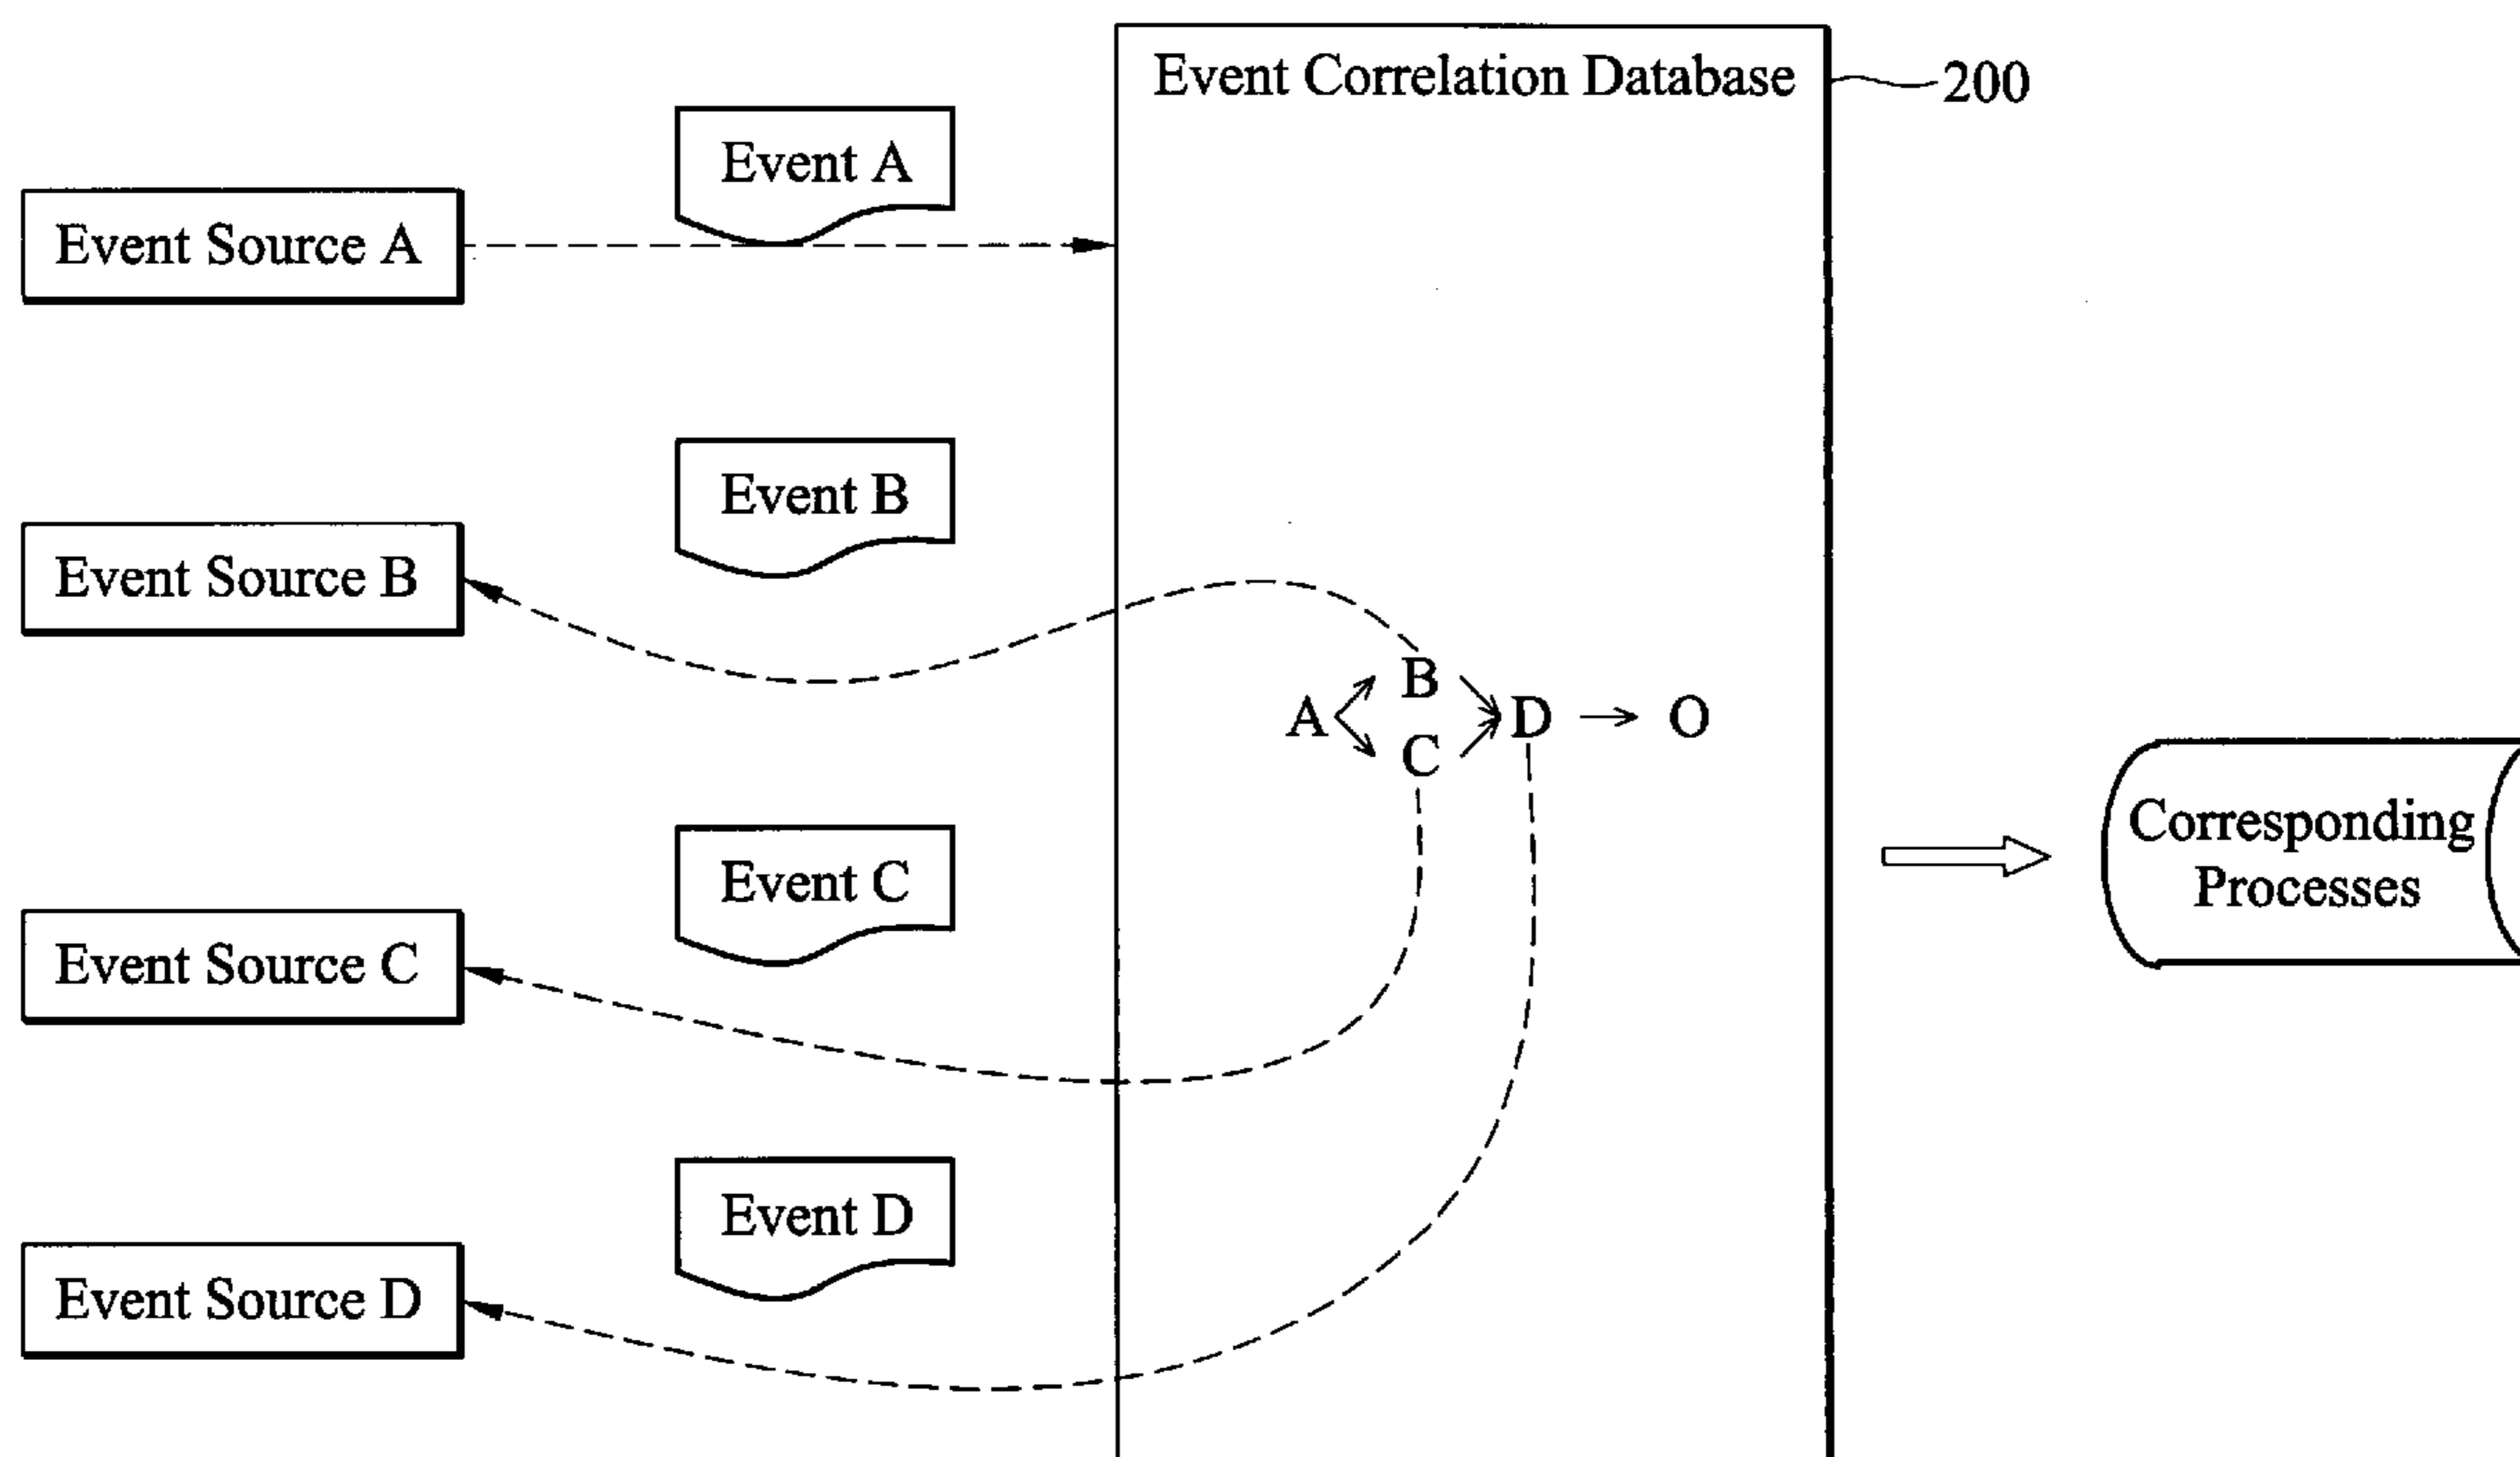 Event Correlation Database
200
Event A
Event Source A
Event B
Event Source B
B
A D O
C
Corresponding
Processes
Event C
Event Source C
Event D
Event Source D